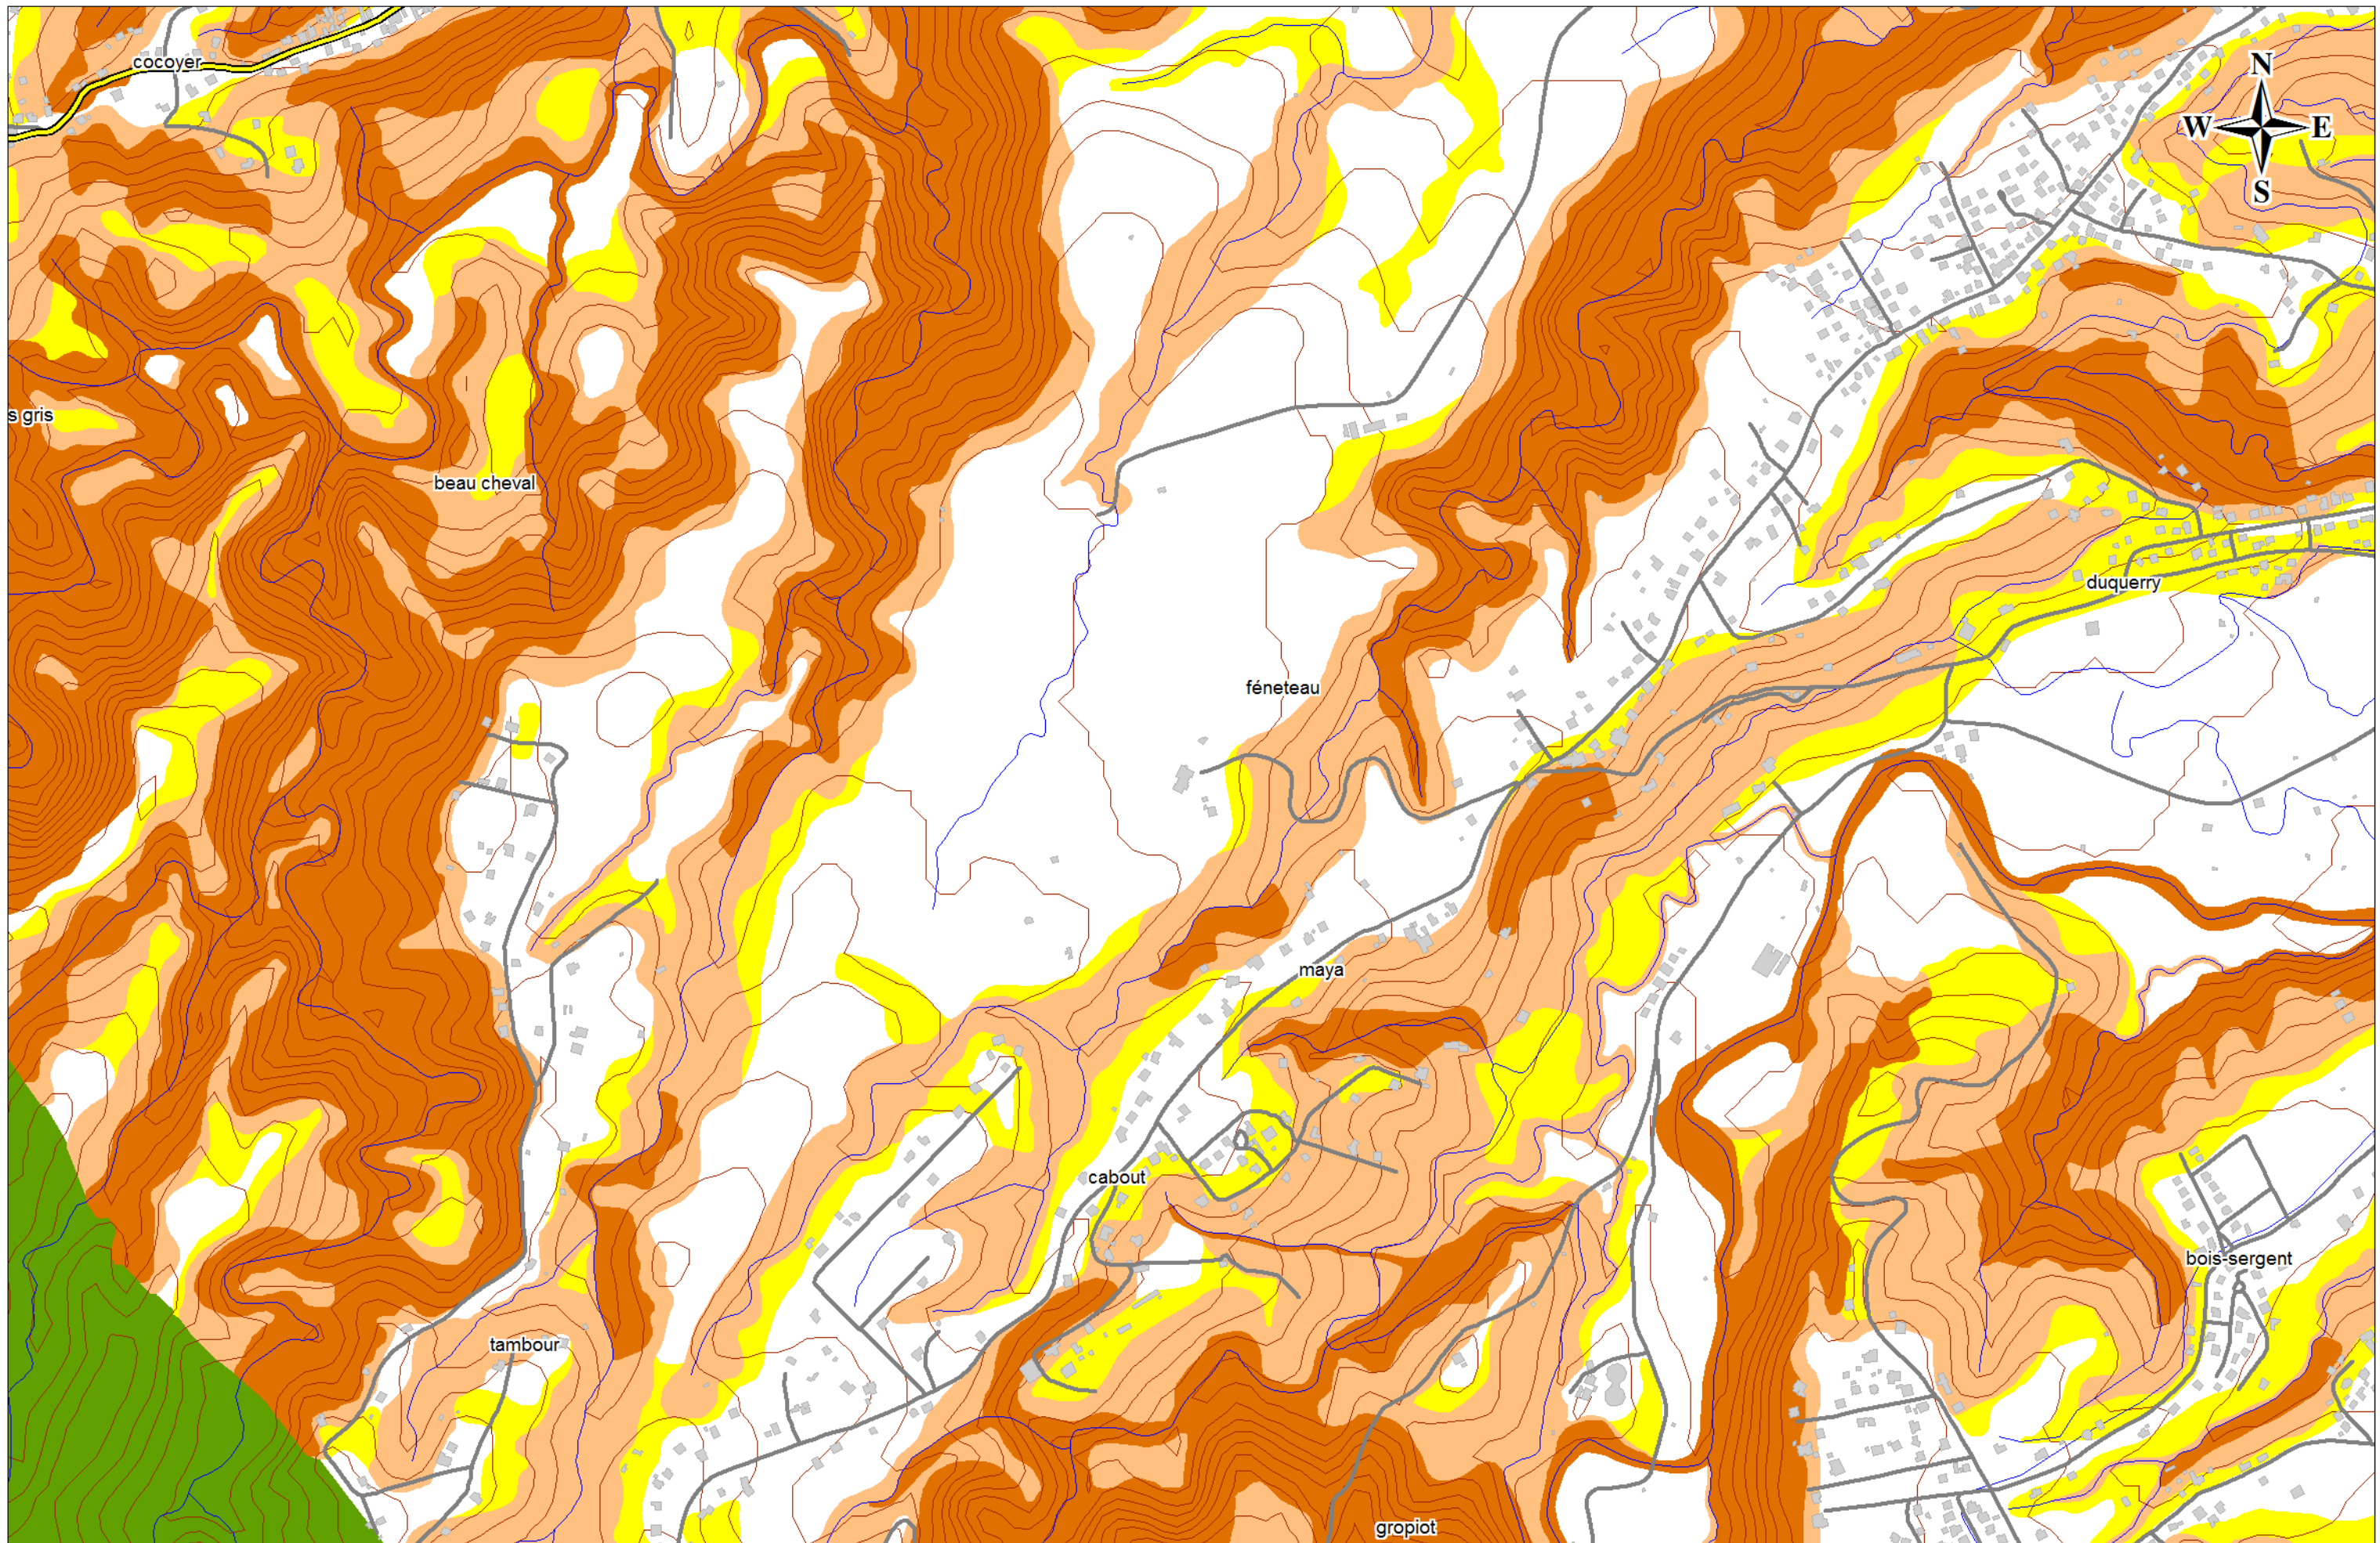 cocoyer
N
W E
S
s gris
beau cheval
duquerry
féneteau
maya
cabout
bois-sergent
tambour
gropiot